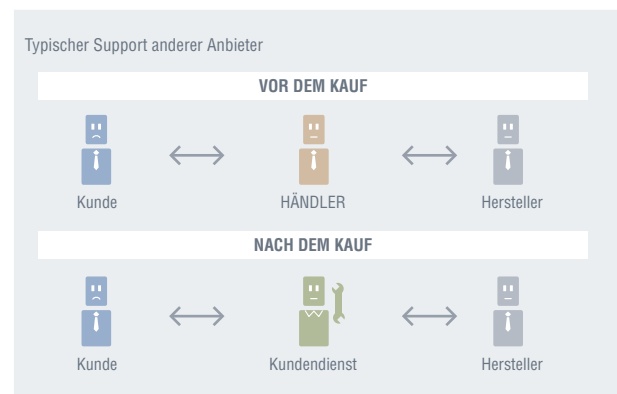 Typischer Support anderer Anbieter
VOR DEM KAUF
Kunde HÄNDLER Hersteller
NACH DEM KAUF
Kunde Kundendienst Hersteller